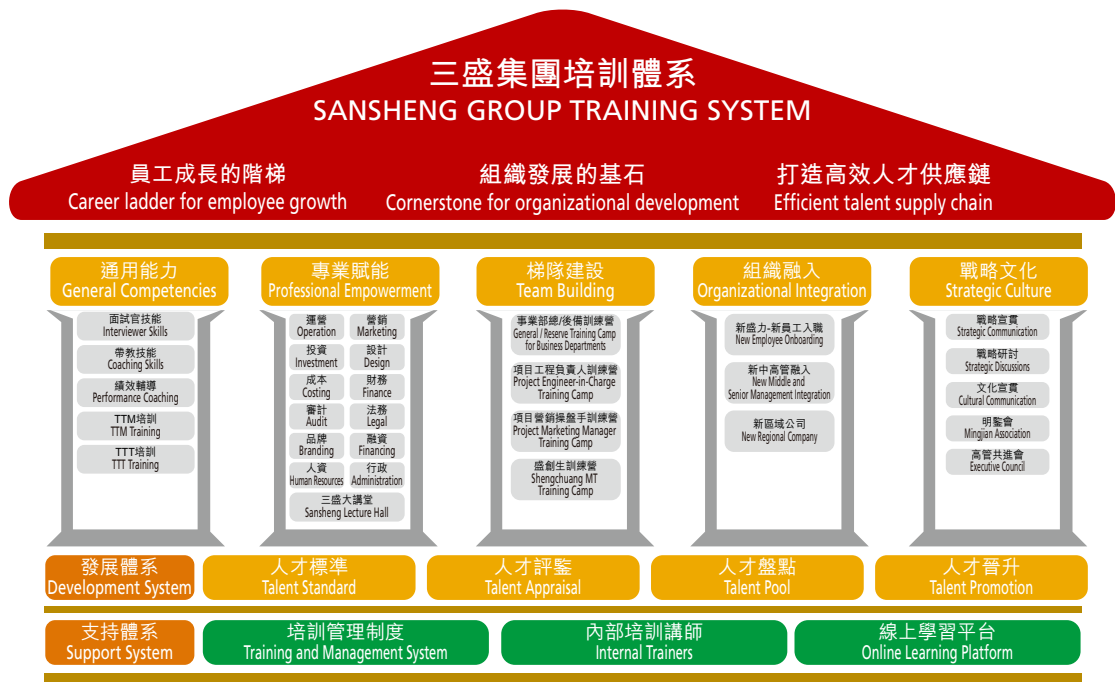 三盛集團培訓體系
SANSHENG GROUP TRAINING SYSTEM
員工成長的階梯
Career ladder for employee growth
組織發展的基石
Cornerstone for organizational development
打造高效人才供應鏈
Efficient talent supply chain
通用能力
General Competencies
面試官技能
Interviewer Skills
帶教技能
Coaching Skills
績效輔導
Performance Coaching
TTM培訓
TTM Training
TTT培訓
TTT Training
專業賦能
Professional Empowerment
運營
Operation
營銷
Marketing
投資
Investment
設計
Design
成本
Costing
財務
Finance
審計
Audit
法務
Legal
品牌
Branding
融資
Financing
人資
Human Resources
行政
Administration
三盛大講堂
Sansheng Lecture Hall
梯隊建設
Team Building
事業部總/後備訓練營
General / Reserve Training Camp
for Business Departments
項目工程負責人訓練營
Project Engineer-in-Charge
Training Camp
項目營銷操盤手訓練營
Project Marketing Manager
Training Camp
盛創生訓練營
Shengchuang MT
Training Camp
組織融入
Organizational Integration
新盛力-新員工入職
New Employee Onboarding
新中高管融入
New Middle and
Senior Management Integration
新區域公司
New Regional Company
戰略文化
Strategic Culture
戰略宣貫
Strategic Communication
戰略研討
Strategic Discussions
文化宣貫
Cultural Communication
明鑒會
Mingjian Association
高管共進會
Executive Council
發展體系
Development System
人才標準
Talent Standard
人才評鑒
Talent Appraisal
人才盤點
Talent Pool
人才晉升
Talent Promotion
支持體系
Support System
培訓管理制度
Training and Management System
內部培訓講師
Internal Trainers
線上學習平台
Online Learning Platform